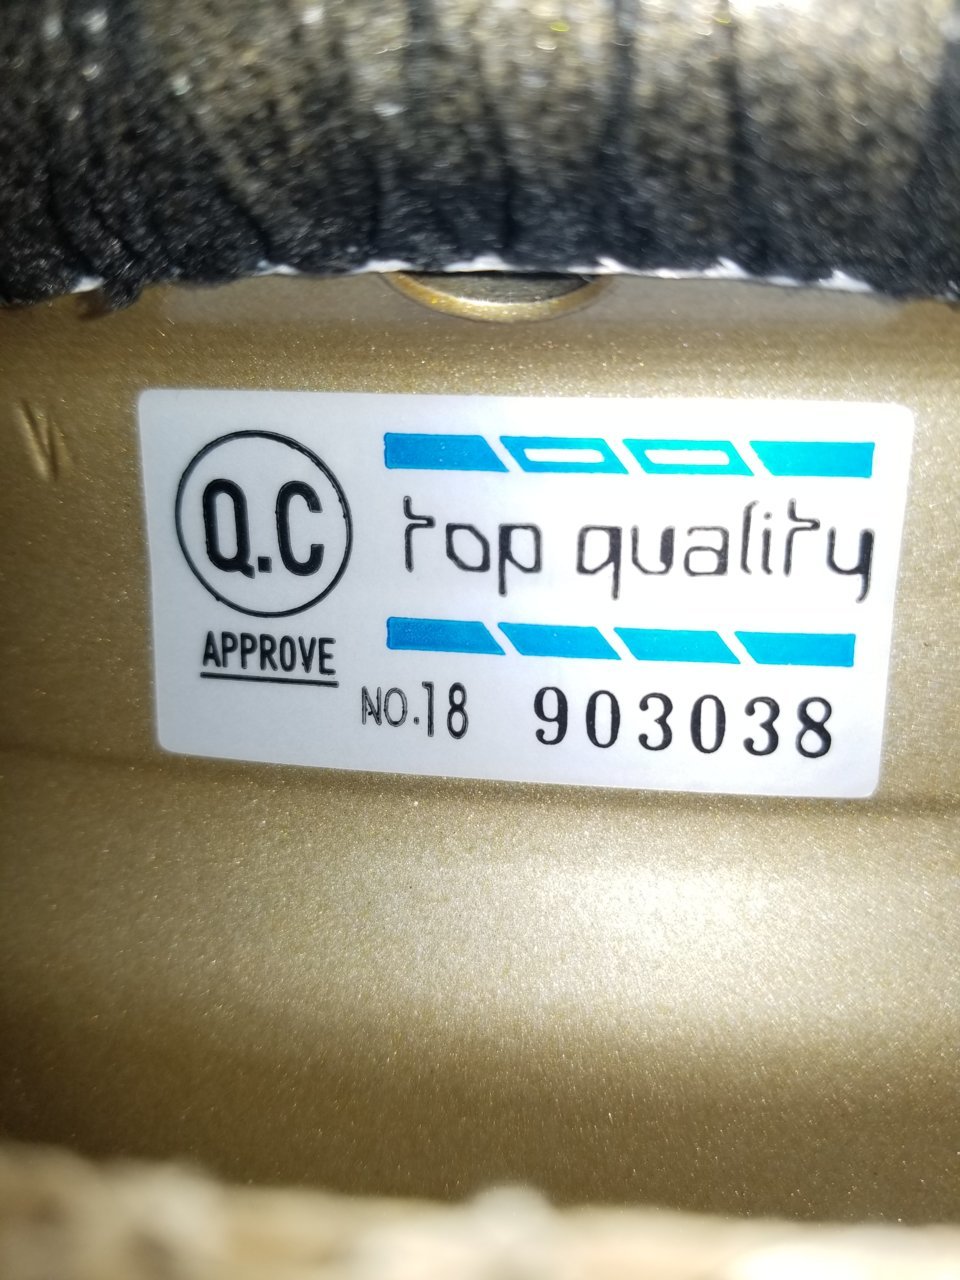 Q.C
APPROVE
top quality
NO.18 903038